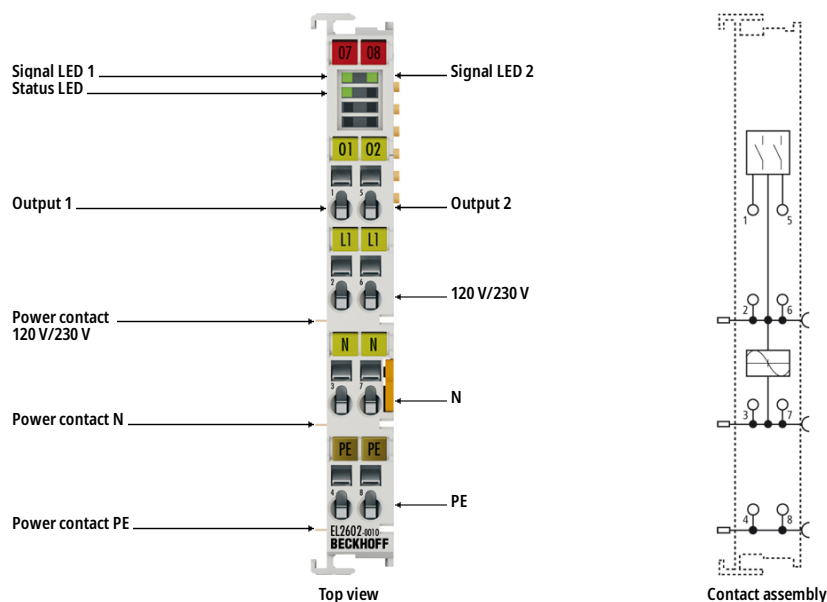 07 08
Signal LED 1
Signal LED 2
Status LED
01 02
1 5
Output 1
Output 2
L1 L1
2 6
120 V/230 V
Power contact
120 V/230 V
N N
3 7
N
Power contact N
PE PE
4 8
PE
Power contact PE
EL2602-0010
BECKHOFF
Top view
1 5
2 6
3 7
4 8
Contact assembly